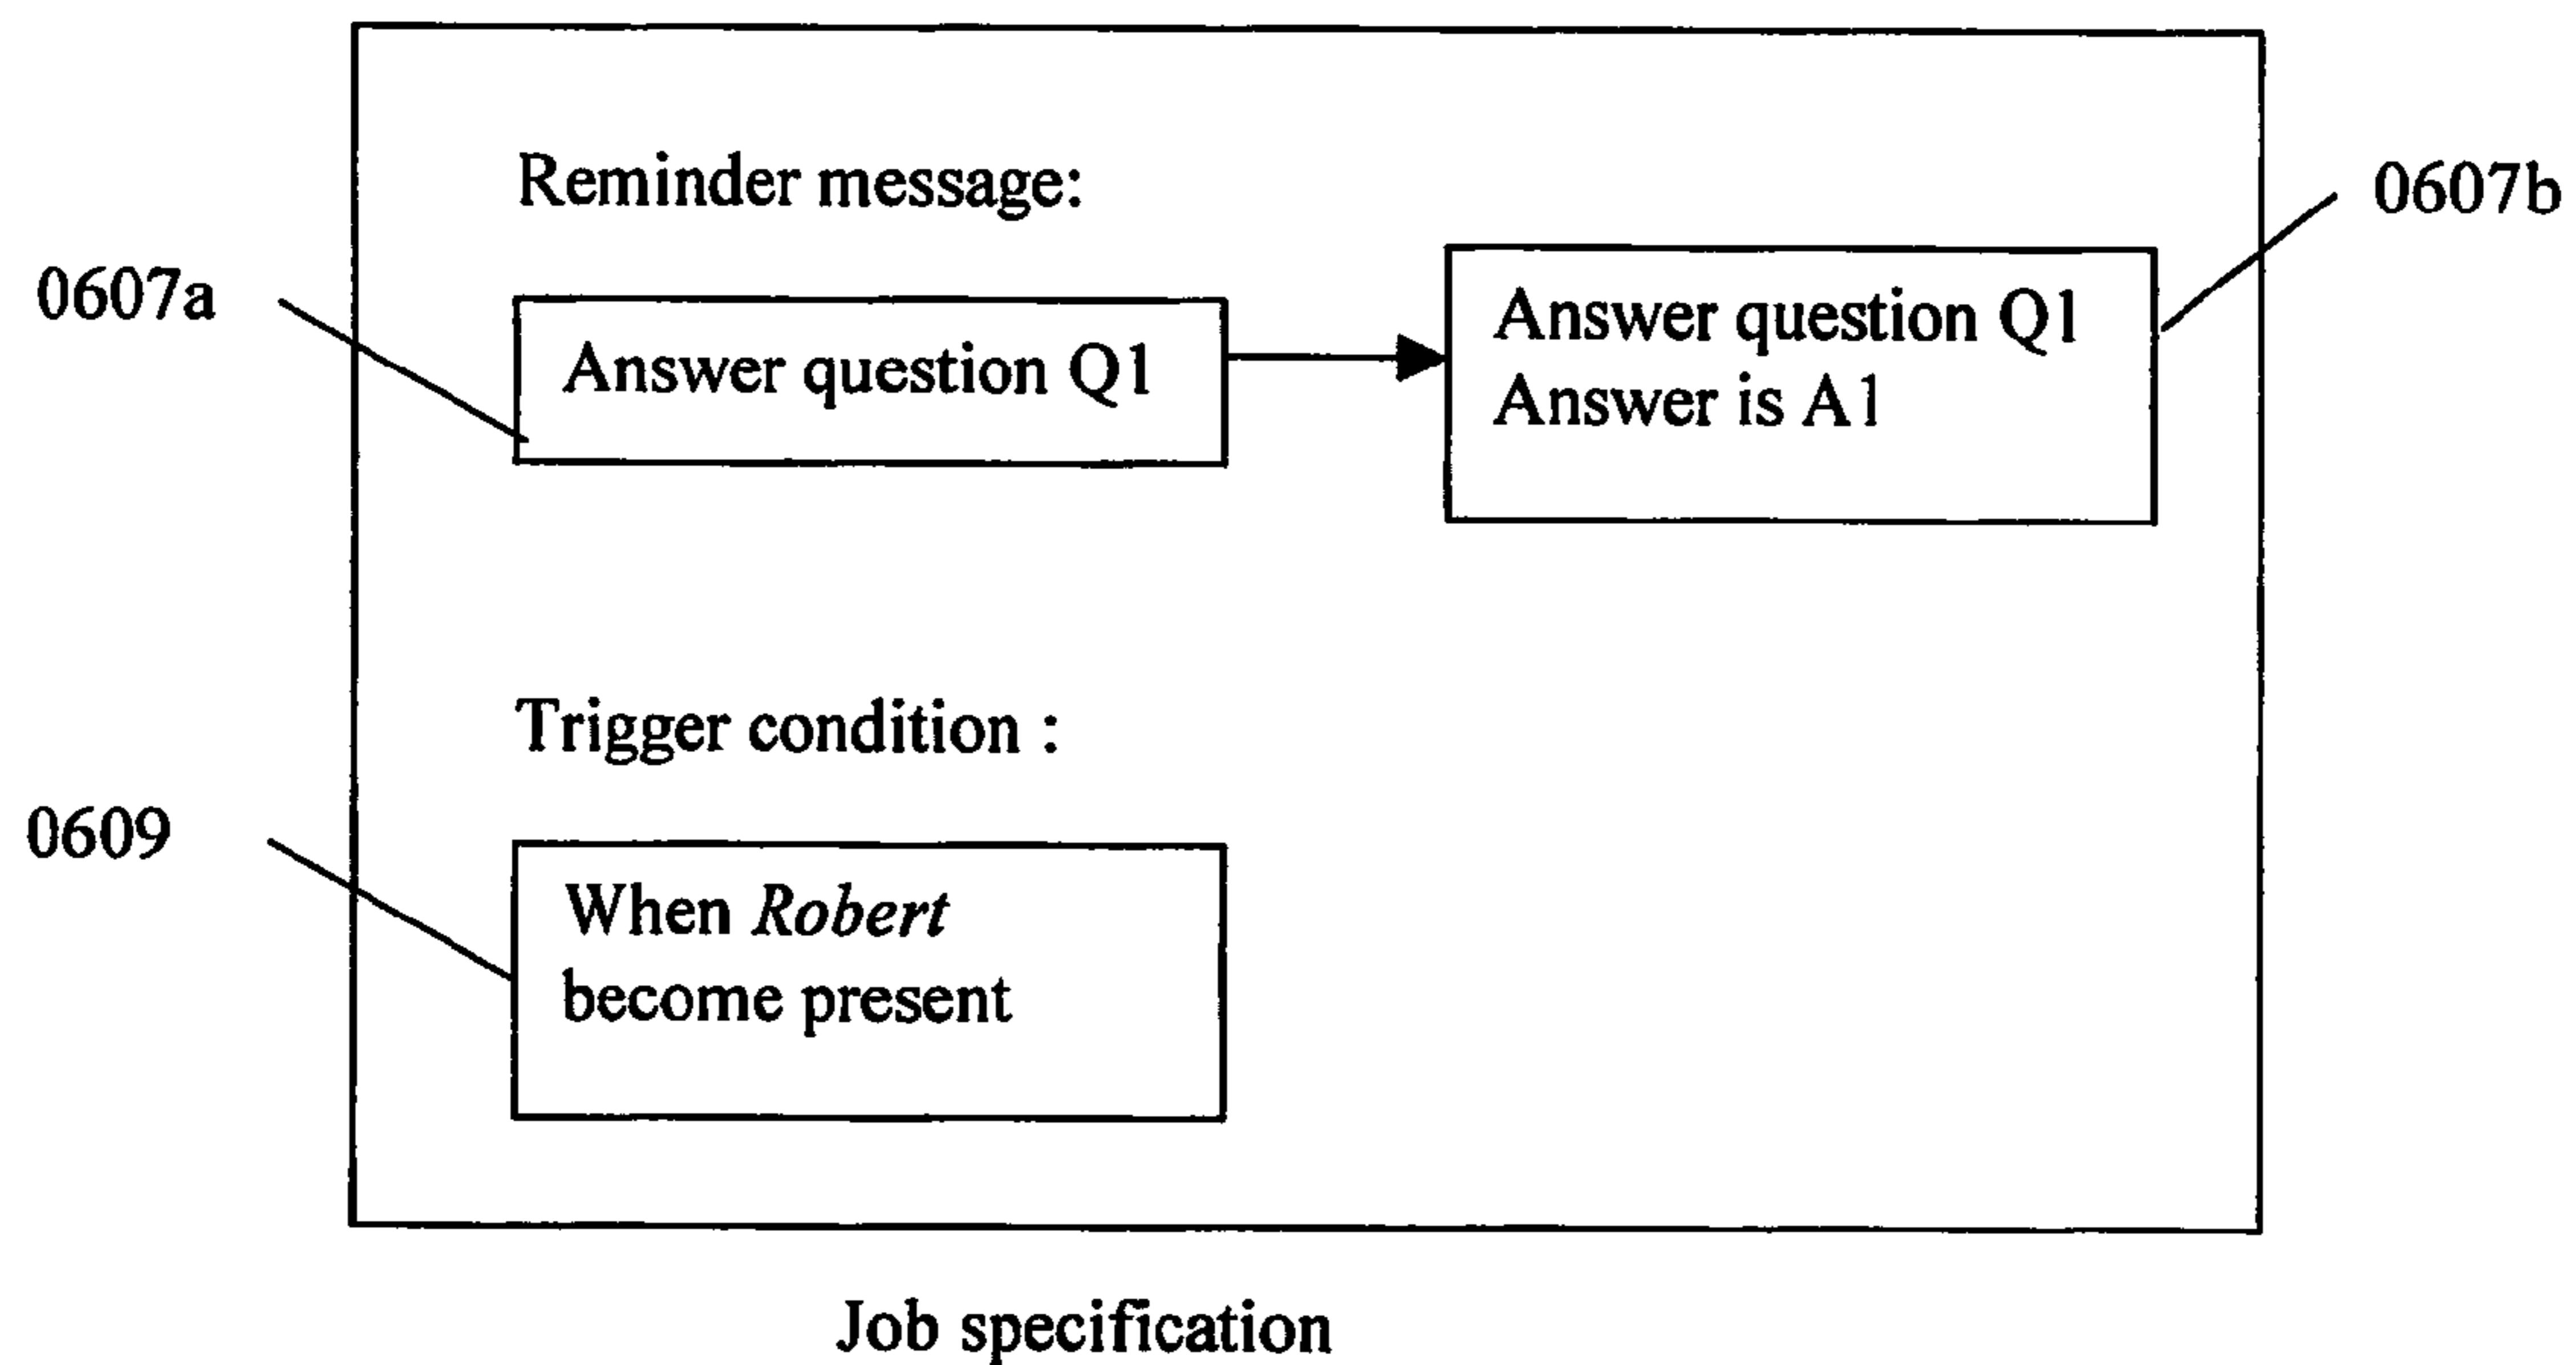 Reminder message:
0607b
0607a
Answer question Q1
Answer question Q1
Answer is A1
Trigger condition :
0609
When Robert
become present
Job specification